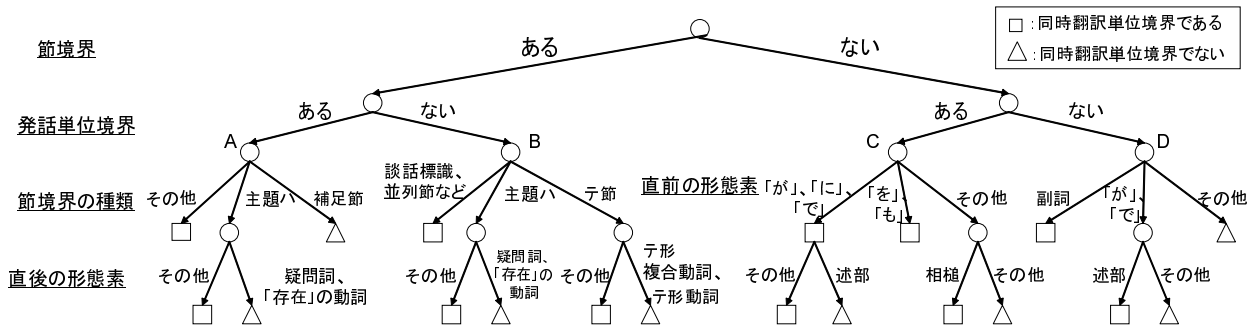 □：同時翻訳単位境界である
△：同時翻訳単位境界でない
節境界
ある
ない
発話単位境界
ある
ない
ある
ない
A
B
C
D
節境界の種類
その他
主題ハ
補足節
談話標識、
並列節など
主題ハ
テ節
直前の形態素
「が」、「に」、
「で」
「を」、
「も」
その他
副詞
「が」、
「で」
その他
直後の形態素
その他
疑問詞、
「存在」の動詞
その他
疑問詞、
「存在」の
動詞
その他
テ形
複合動詞、
テ形動詞
その他
述部
相槌
その他
述部
その他